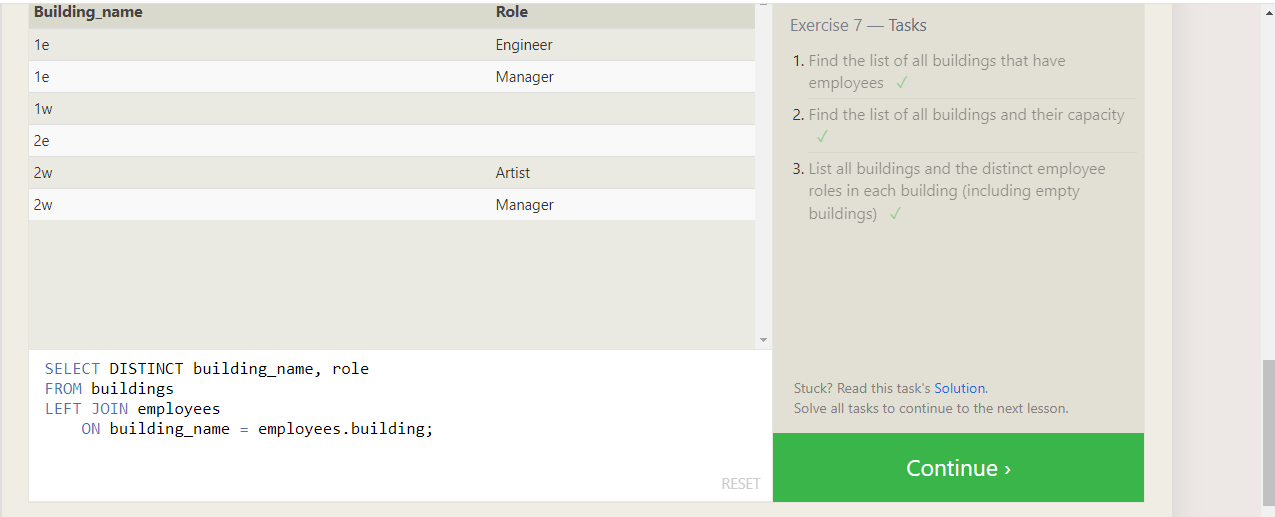 Building_name Role
1e Engineer
1e Manager
1w
2e
2w Artist
2w Manager
SELECT DISTINCT building_name, role
FROM buildings
LEFT JOIN employees
ON building_name = employees.building;
RESET
Exercise 7 — Tasks
1. Find the list of all buildings that have
employees ✓
2. Find the list of all buildings and their capacity
✓
3. List all buildings and the distinct employee
roles in each building (including empty
buildings) ✓
Stuck? Read this task's Solution.
Solve all tasks to continue to the next lesson.
Continue ›